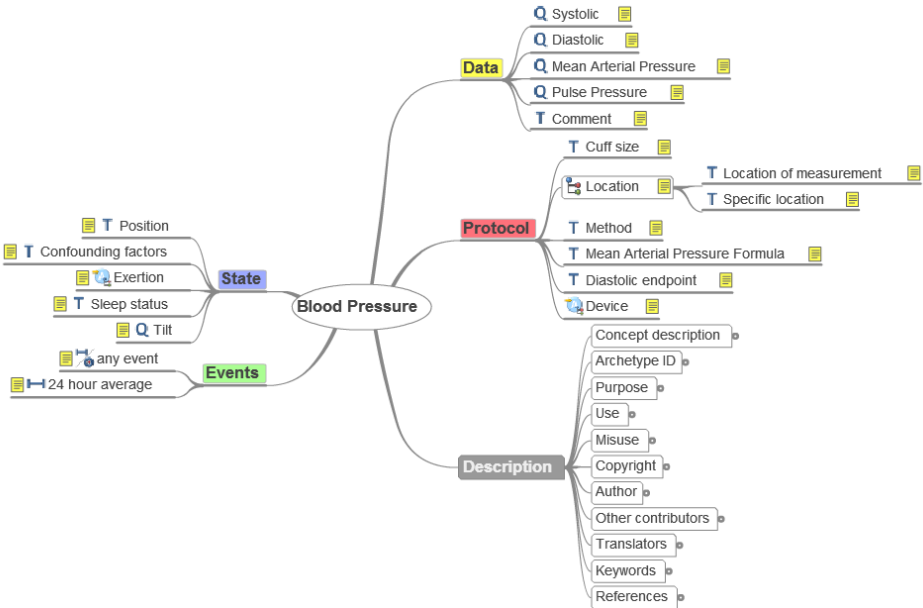 Q Systolic
Q Diastolic
Data
Q Mean Arterial Pressure
Q Pulse Pressure
T Comment
T Cuff size
Location
T Location of measurement
T Specific location
Protocol
T Method
T Mean Arterial Pressure Formula
T Diastolic endpoint
Device
T Position
T Confounding factors
State
Exertion
T Sleep status
Q Tilt
Blood Pressure
any event
Events
24 hour average
Concept description
Archetype ID
Purpose
Use
Misuse
Description
Copyright
Author
Other contributors
Translators
Keywords
References